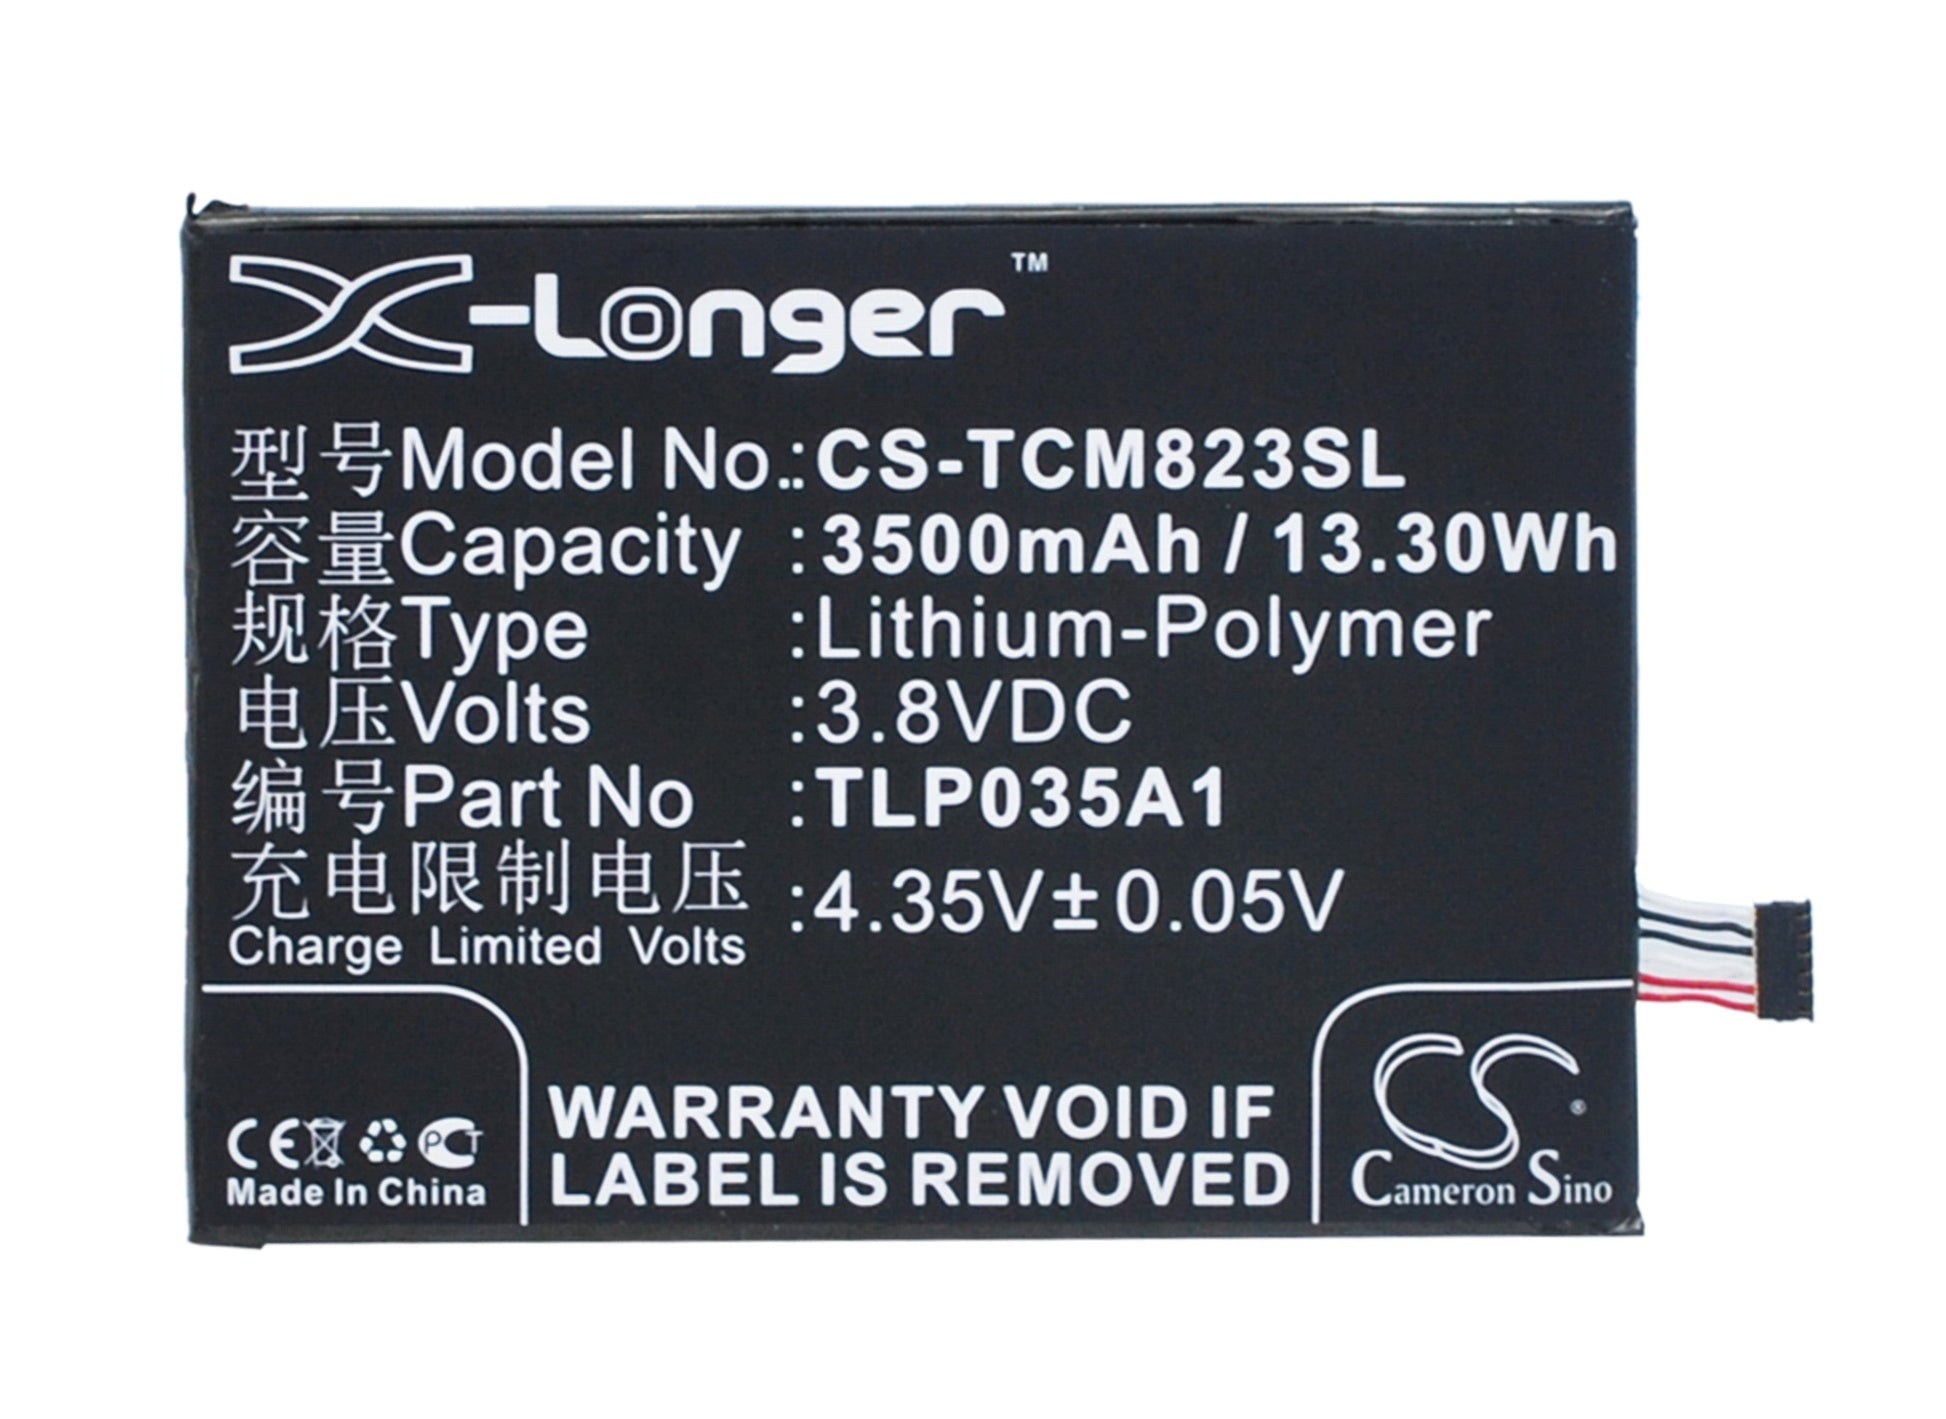 X-Longer™
型号Model No.:CS-TCM823SL
容量Capacity :3500mAh / 13.30Wh
规格Type :Lithium-Polymer
电压Volts :3.8VDC
编号Part No :TLP035A1
充电限制电压 :4.35V±0.05V
Charge Limited Volts
CE PCT
Made In China
WARRANTY VOID IF
LABEL IS REMOVED
CS®
Cameron Sino